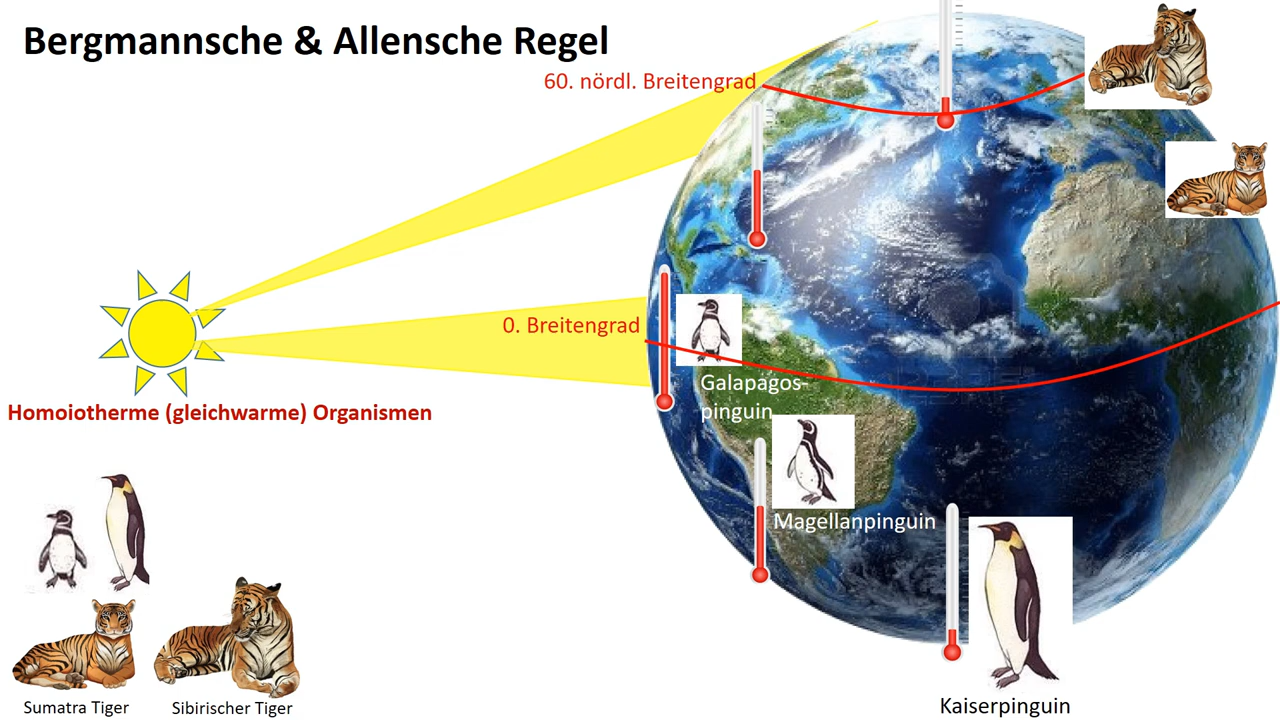 Bergmannsche & Allensche Regel
60. nördl. Breitengrad
0. Breitengrad
Homoiotherme (gleichwarme) Organismen
Galapagos-
pinguin
Magellanpinguin
Kaiserpinguin
Sumatra Tiger
Sibirischer Tiger